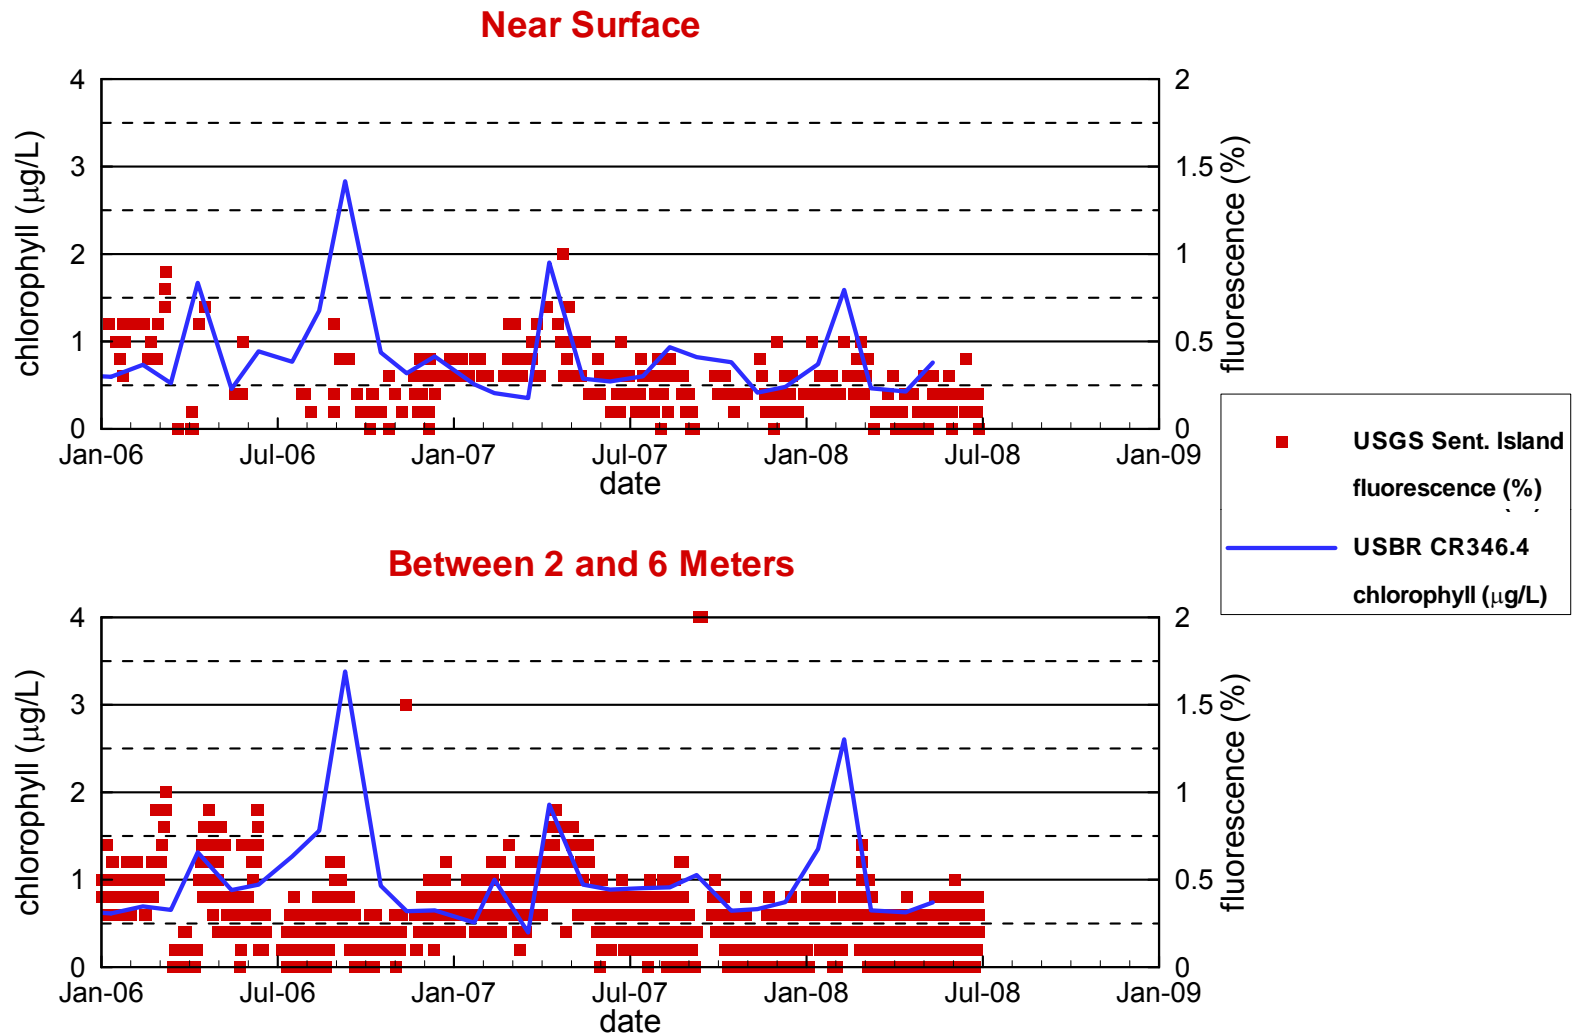 Near Surface
4
3
2
1
0
2
1.5
1
0.5
0
chlorophyll (μg/L)
fluorescence (%)
Jan-06
Jul-06
Jan-07
Jul-07
Jan-08
Jul-08
Jan-09
date
USGS Sent. Island
fluorescence (%)
USBR CR346.4
chlorophyll (μg/L)
Between 2 and 6 Meters
4
3
2
1
0
2
1.5
1
0.5
0
chlorophyll (μg/L)
fluorescence (%)
Jan-06
Jul-06
Jan-07
Jul-07
Jan-08
Jul-08
Jan-09
date